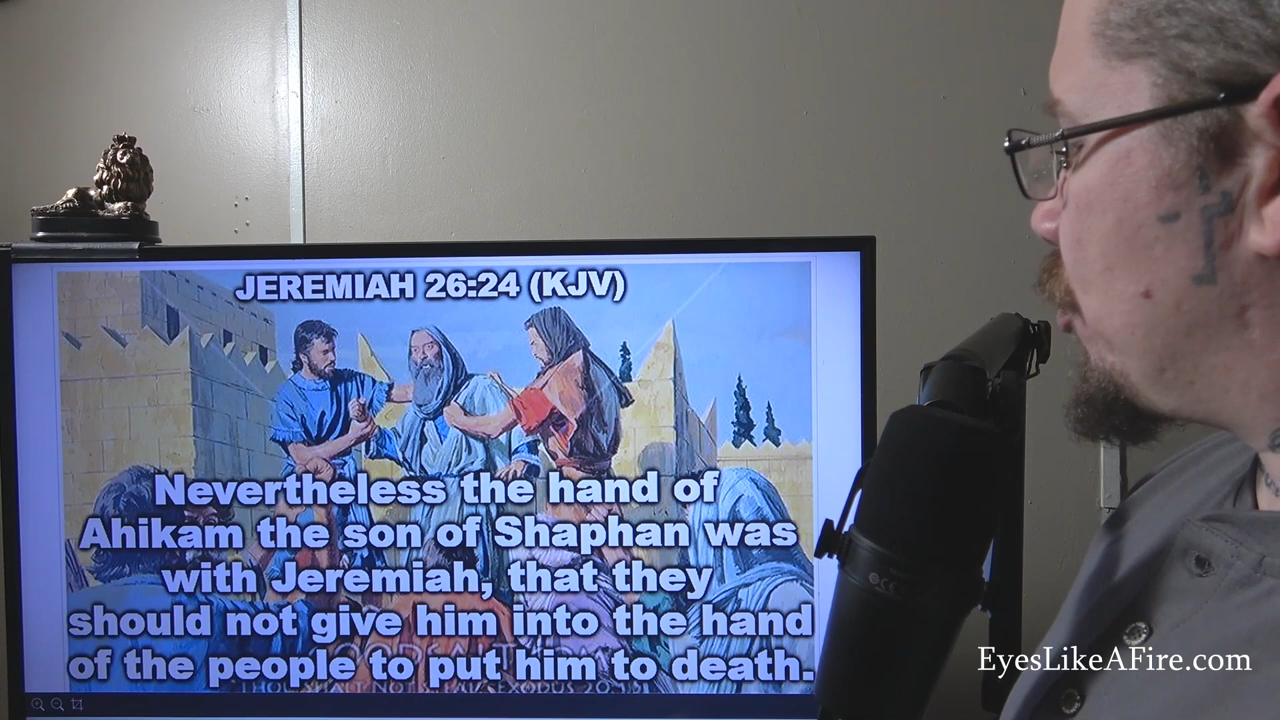 JEREMIAH 26:24 (KJV)
Nevertheless the hand of
Ahikam the son of Shaphan was
with Jeremiah, that they
should not give him into the hand
of the people to put him to death.
EyesLikeAFire.com